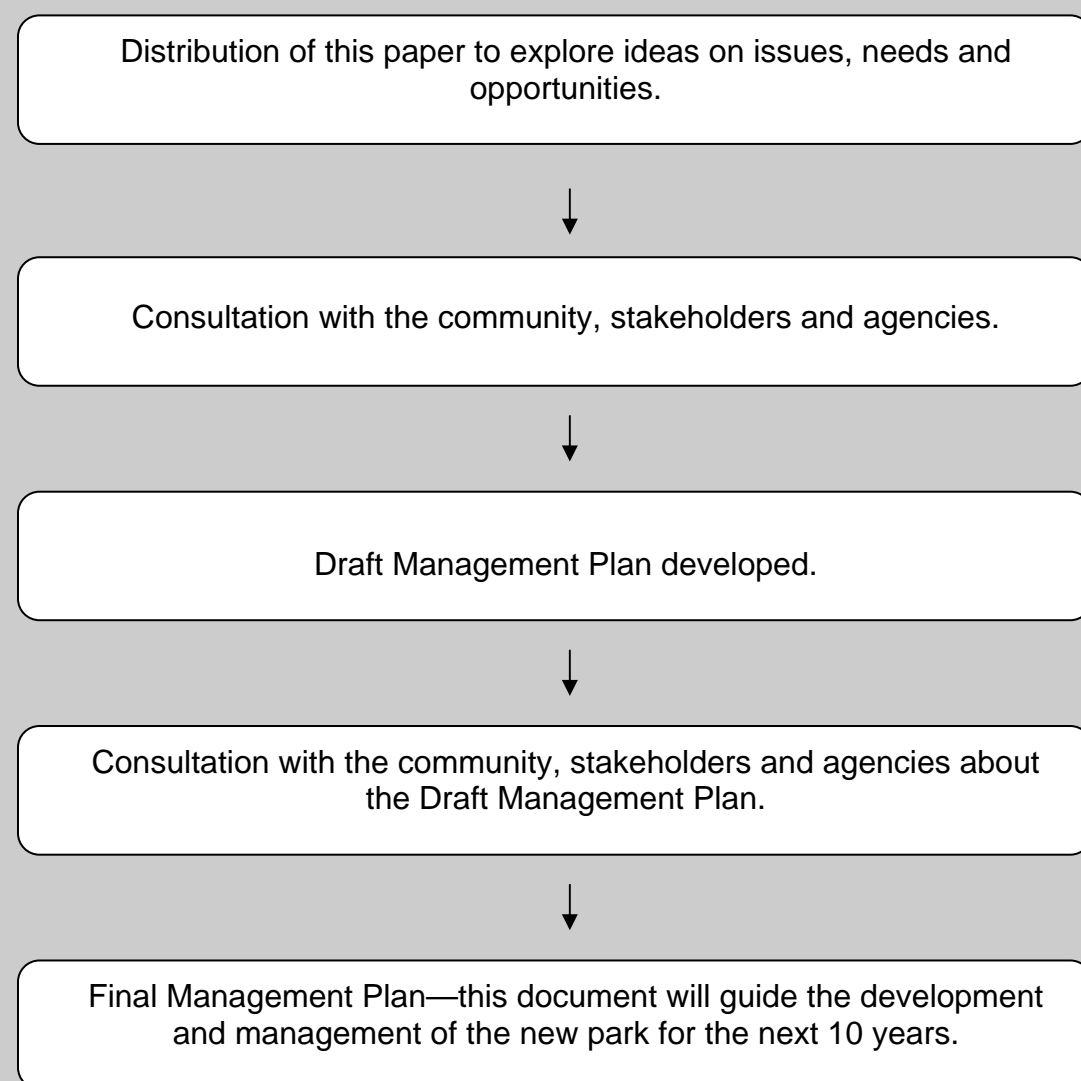 Distribution of this paper to explore ideas on issues, needs and
opportunities.
Consultation with the community, stakeholders and agencies.
Draft Management Plan developed.
Consultation with the community, stakeholders and agencies about
the Draft Management Plan.
Final Management Plan—this document will guide the development
and management of the new park for the next 10 years.